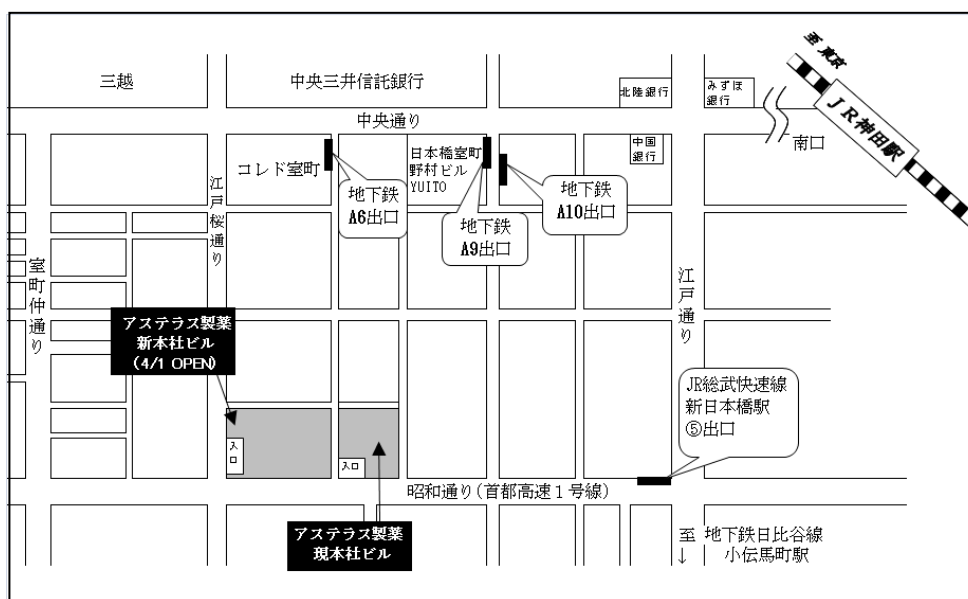 至 東京
JR神田駅
南口
三越
中央三井信託銀行
北陸銀行
みずほ
銀行
中央通り
コレド室町
日本橋室町
野村ビル
YUITO
中国
銀行
地下鉄
A6出口
地下鉄
A9出口
地下鉄
A10出口
江戸桜通り
室町仲通り
江戸通り
アステラス製薬
新本社ビル
(4/1 OPEN)
JR総武快速線
新日本橋駅
⑤出口
入口
入口
昭和通り(首都高速1号線)
アステラス製薬
現本社ビル
至 地下鉄日比谷線
↓ 小伝馬町駅